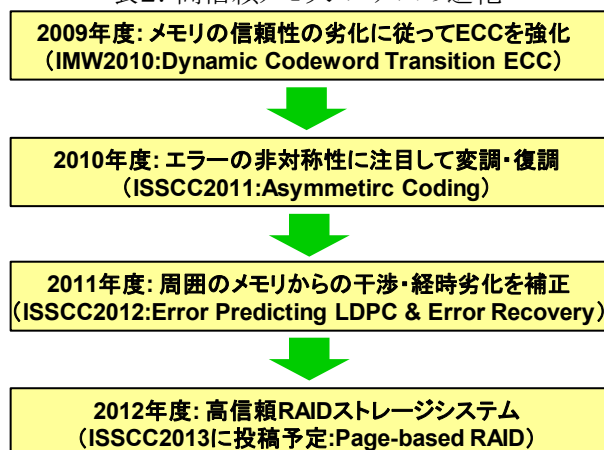 2009年度: メモリの信頼性の劣化に従ってECCを強化
（IMW2010:Dynamic Codeword Transition ECC）
2010年度: エラーの非対称性に注目して変調・復調
（ISSCC2011:Asymmetirc Coding）
2011年度: 周囲のメモリからの干渉・経時劣化を補正
（ISSCC2012:Error Predicting LDPC & Error Recovery）
2012年度: 高信頼RAIDストレージシステム
（ISSCC2013に投稿予定:Page-based RAID）